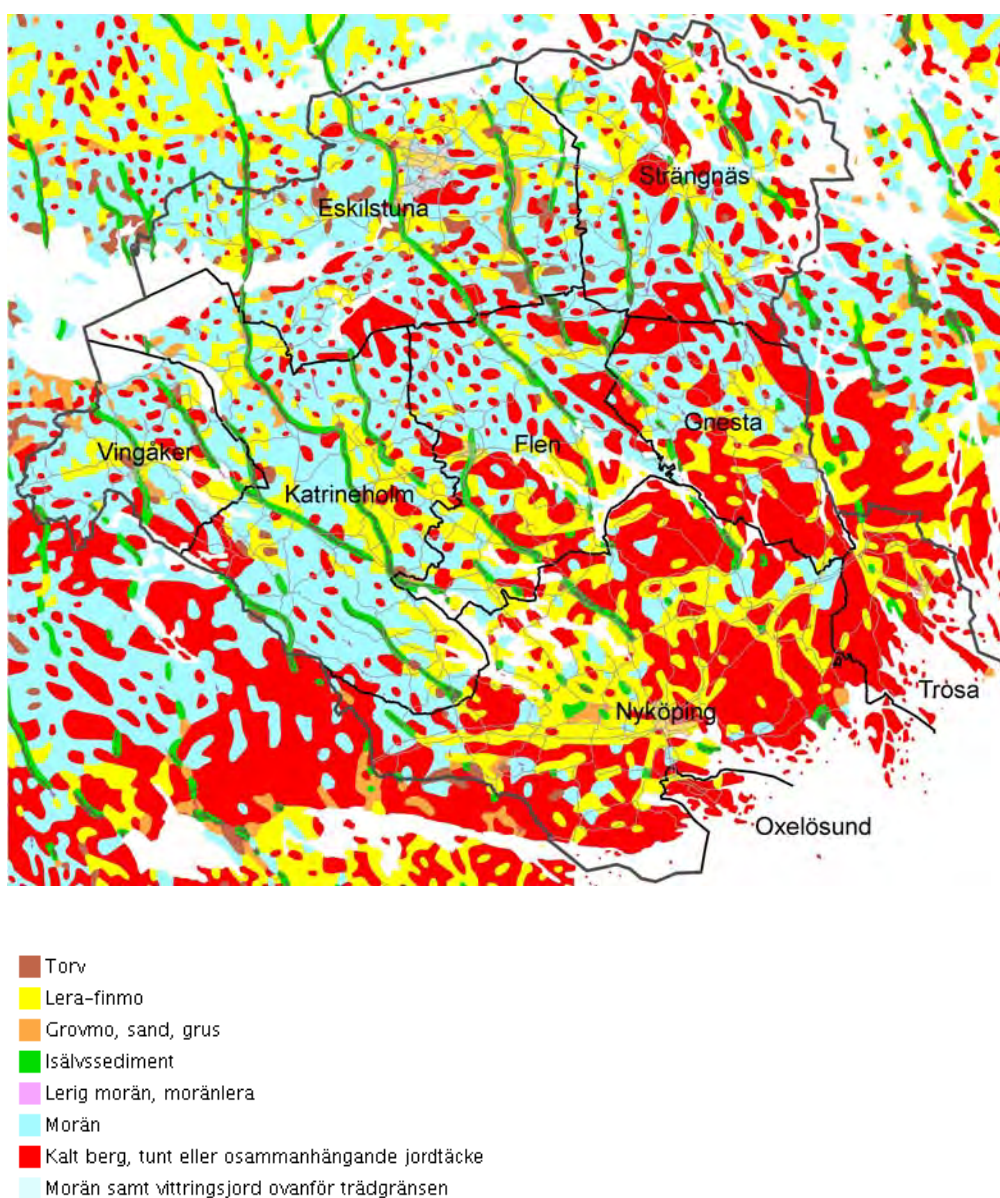 Strängnäs
Eskilstuna
Gnesta
Flen
Vingåker
Katrineholm
Trosa
Nyköping
Oxelösund
Torv
Lera-finmo
Grovmo, sand, grus
Isälvssediment
Lerig morän, moränlera
Morän
Kalt berg, tunt eller osammanhängande jordtäcke
Morän samt vittringsjord ovanför trädgränsen